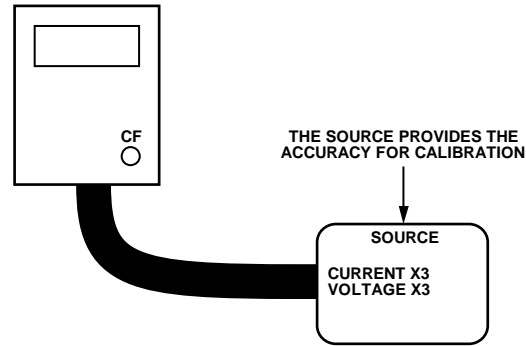 CF
THE SOURCE PROVIDES THE
ACCURACY FOR CALIBRATION
SOURCE
CURRENT X3
VOLTAGE X3